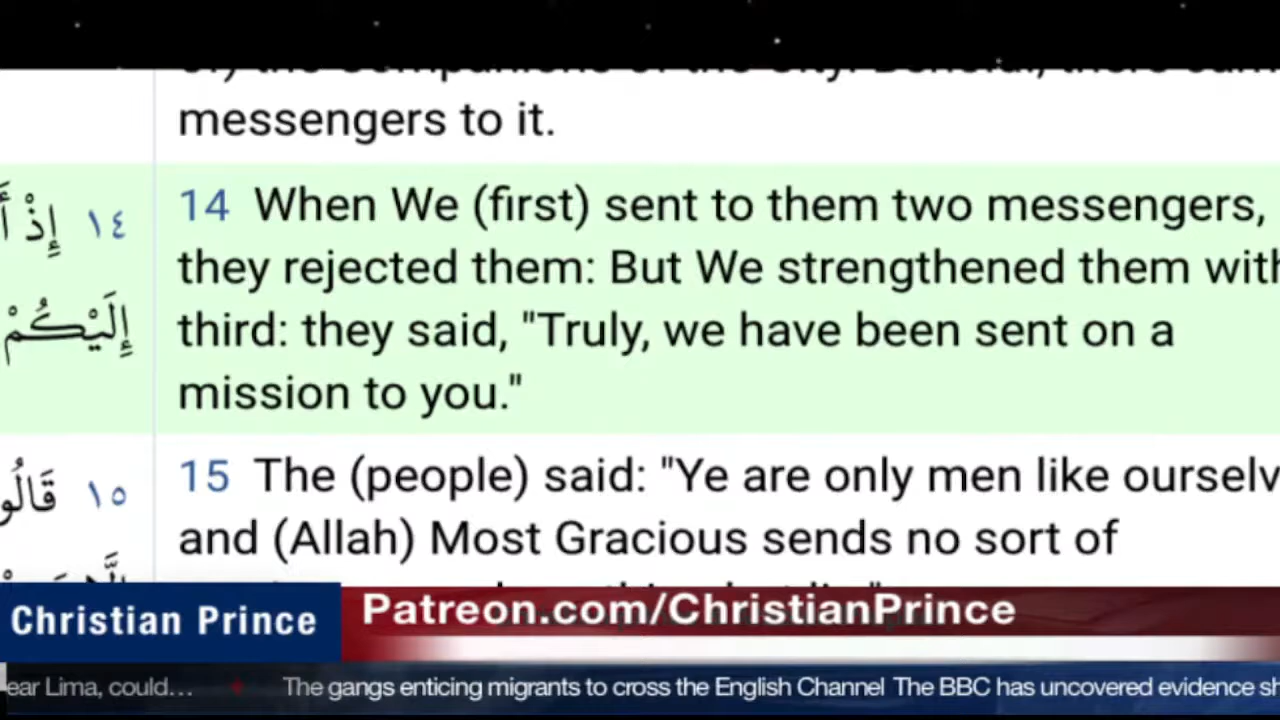 messengers to it.
إِذْ ١٤
14 When We (first) sent to them two messengers,
they rejected them: But We strengthened them with
إِلَيْكُمْ
third: they said, "Truly, we have been sent on a
mission to you."
١٥
15 The (people) said: "Ye are only men like
and (Allah) Most Gracious sends no sort of
Christian Prince
Patreon.com/ChristianPrince
Lima, could… The gangs enticing migrants to cross the English Channel The BBC has uncovered evidence